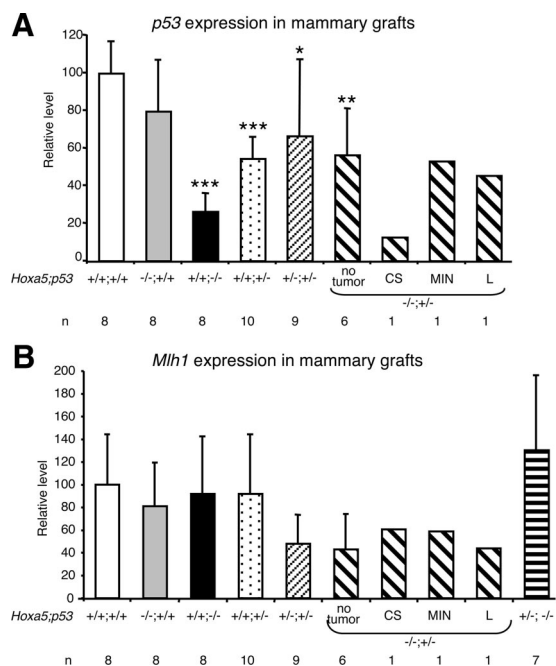 A
p53 expression in mammary grafts
120
100
80
60
40
20
0
Relative level
*** *** * **
Hoxa5;p53 +/+;+/+ -/-;+/+ +/+;-/- +/+;+/- +/-;+/- no tumor CS MIN L
-/-;+/-
n 8 8 8 10 9 6 1 1 1
B
Mlh1 expression in mammary grafts
200
180
160
140
120
100
80
60
40
20
0
Relative level
Hoxa5;p53 +/+;+/+ -/-;+/+ +/+;-/- +/+;+/- +/-;+/- no tumor CS MIN L +/-; -/-
-/-;+/-
n 8 8 8 10 9 6 1 1 1 7